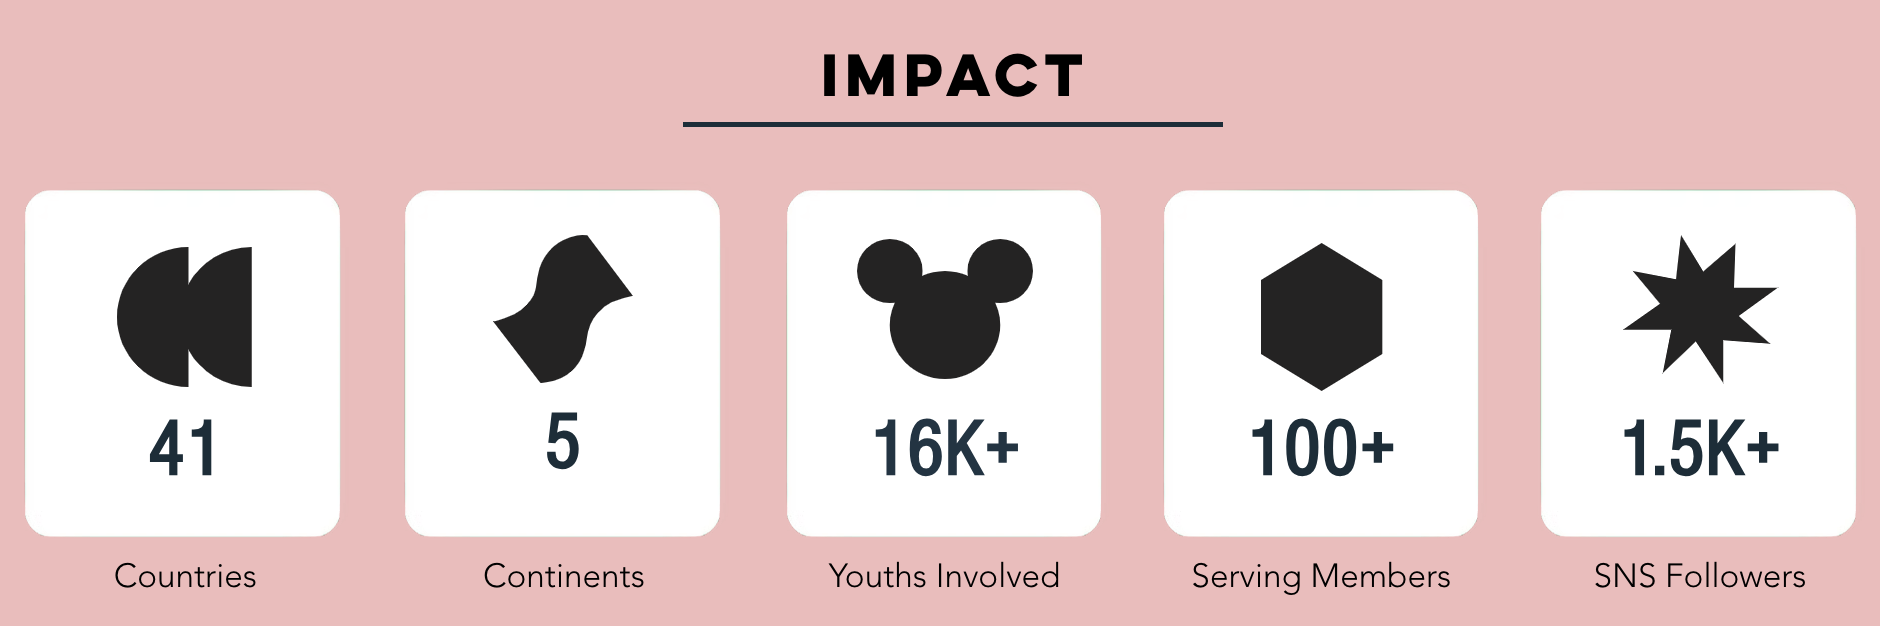 IMPACT
41
5
16K+
100+
1.5K+
Countries
Continents
Youths Involved
Serving Members
SNS Followers